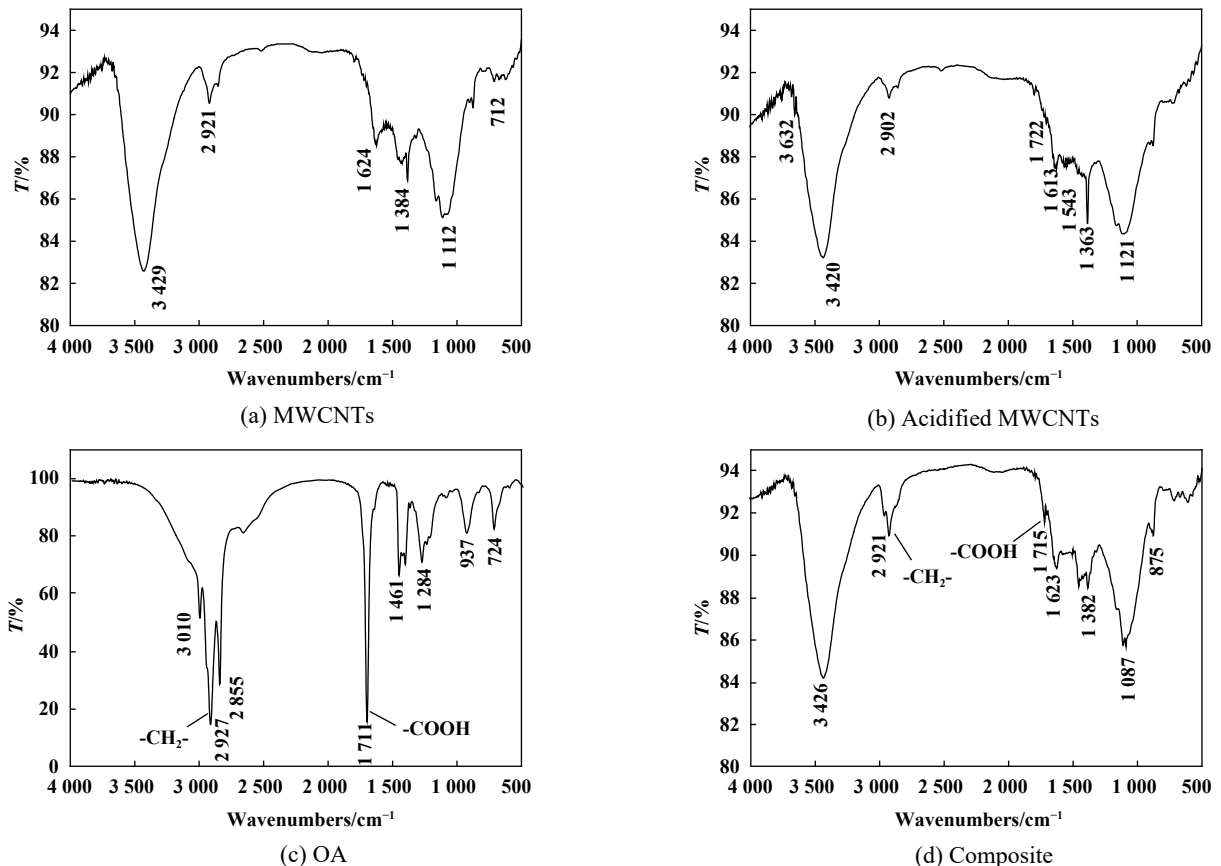 94
92
90
88
86
84
82
80
T/%
3 429
2 921
1 624
1 384
1 112
712
4 000 3 000 2 500 2 000 1 500 1 000 500
Wavenumbers/cm⁻¹
(a) MWCNTs
94
92
90
88
86
84
82
80
T/%
3 632
3 420
2 902
1 722
1 613
1 543
1 363
1 121
4 000 3 500 3 000 2 500 2 000 1 500 1 000 500
Wavenumbers/cm⁻¹
(b) Acidified MWCNTs
100
80
60
40
20
0
T/%
3 010
-CH₂-
2 927
2 855
1 711
-COOH
1 461
1 284
937
724
4 000 3 000 2 500 2 000 1 500 1 000 500
Wavenumbers/cm⁻¹
(c) OA
94
92
90
88
86
84
82
80
T/%
3 426
2 921
-CH₂-
-COOH
1 715
1 623
1 382
1 087
875
4 000 3 500 3 000 2 500 2 000 1 500 1 000 500
Wavenumbers/cm⁻¹
(d) Composite